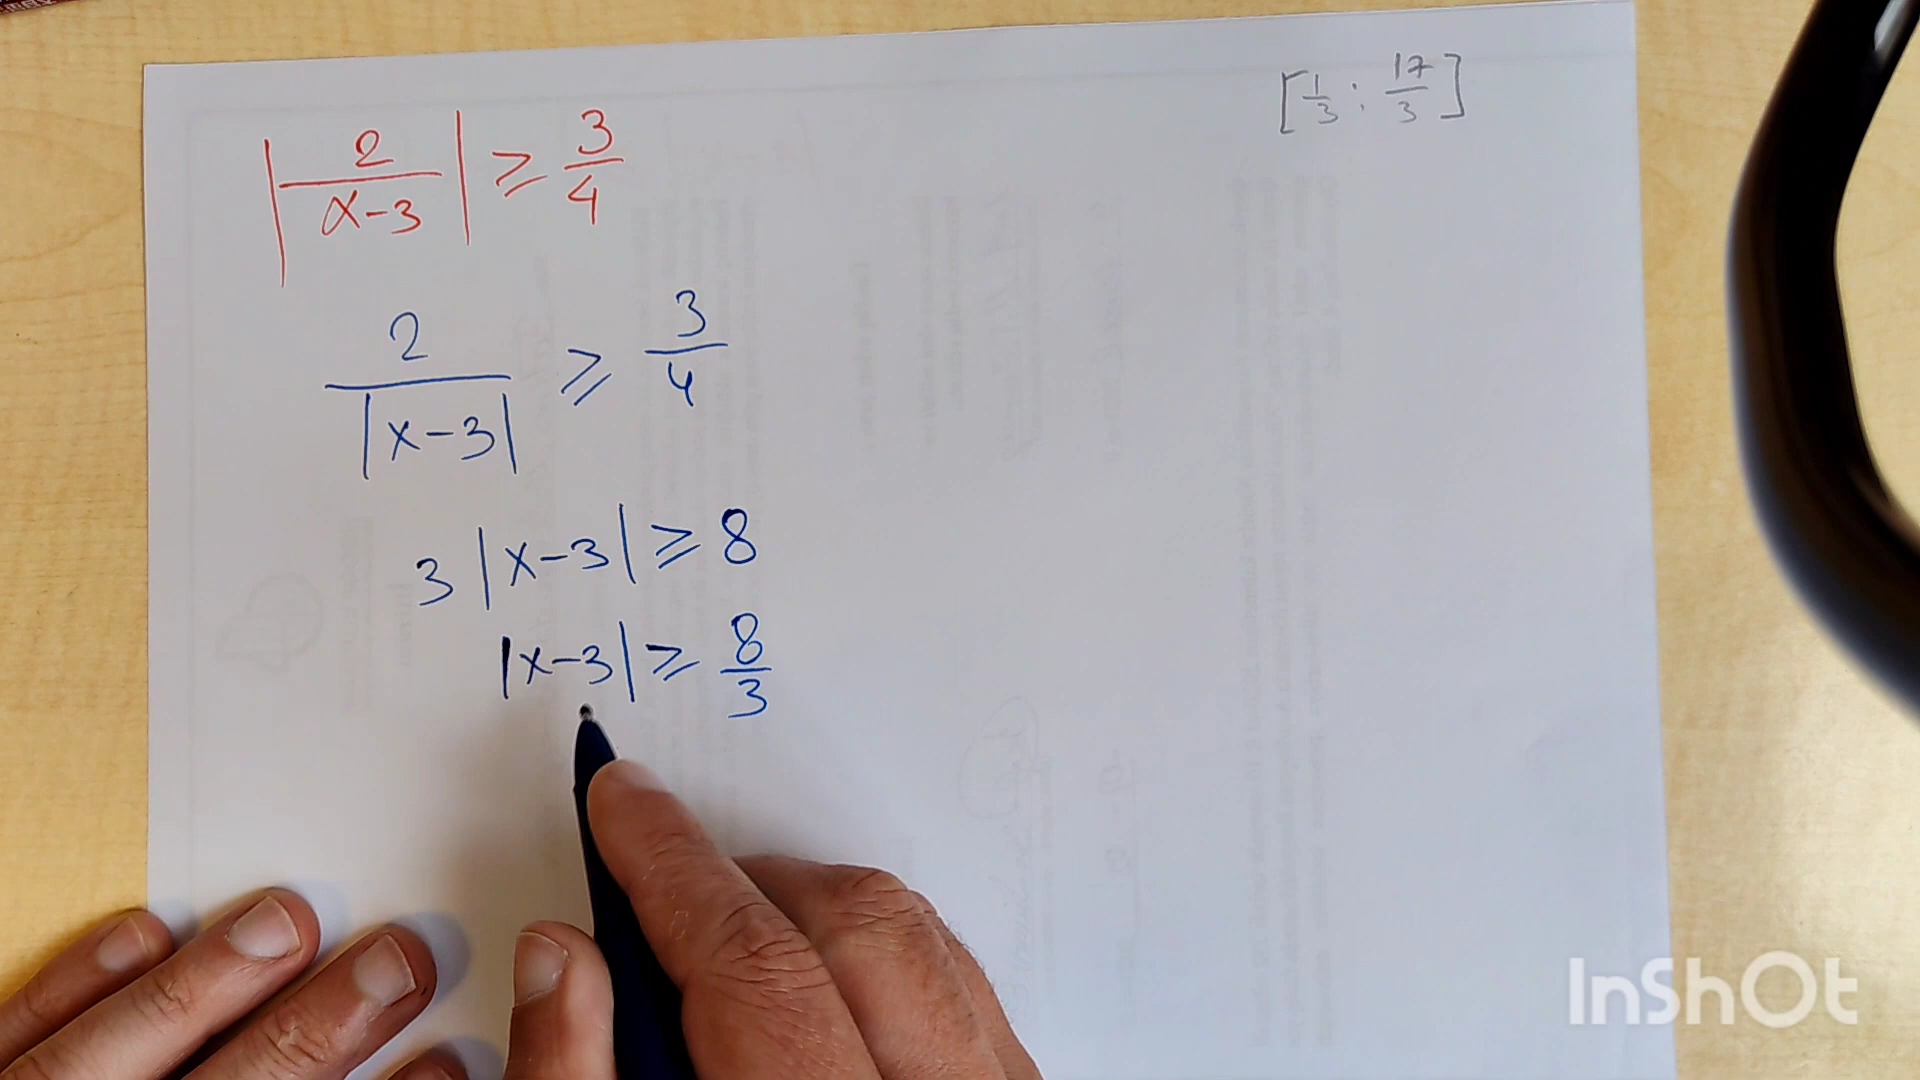 [1/3 : 17/3]
|2/(x-3)| ≥ 3/4
2/|x-3| ≥ 3/4
3|x-3| ≥ 8
|x-3| ≥ 8/3
InShOt